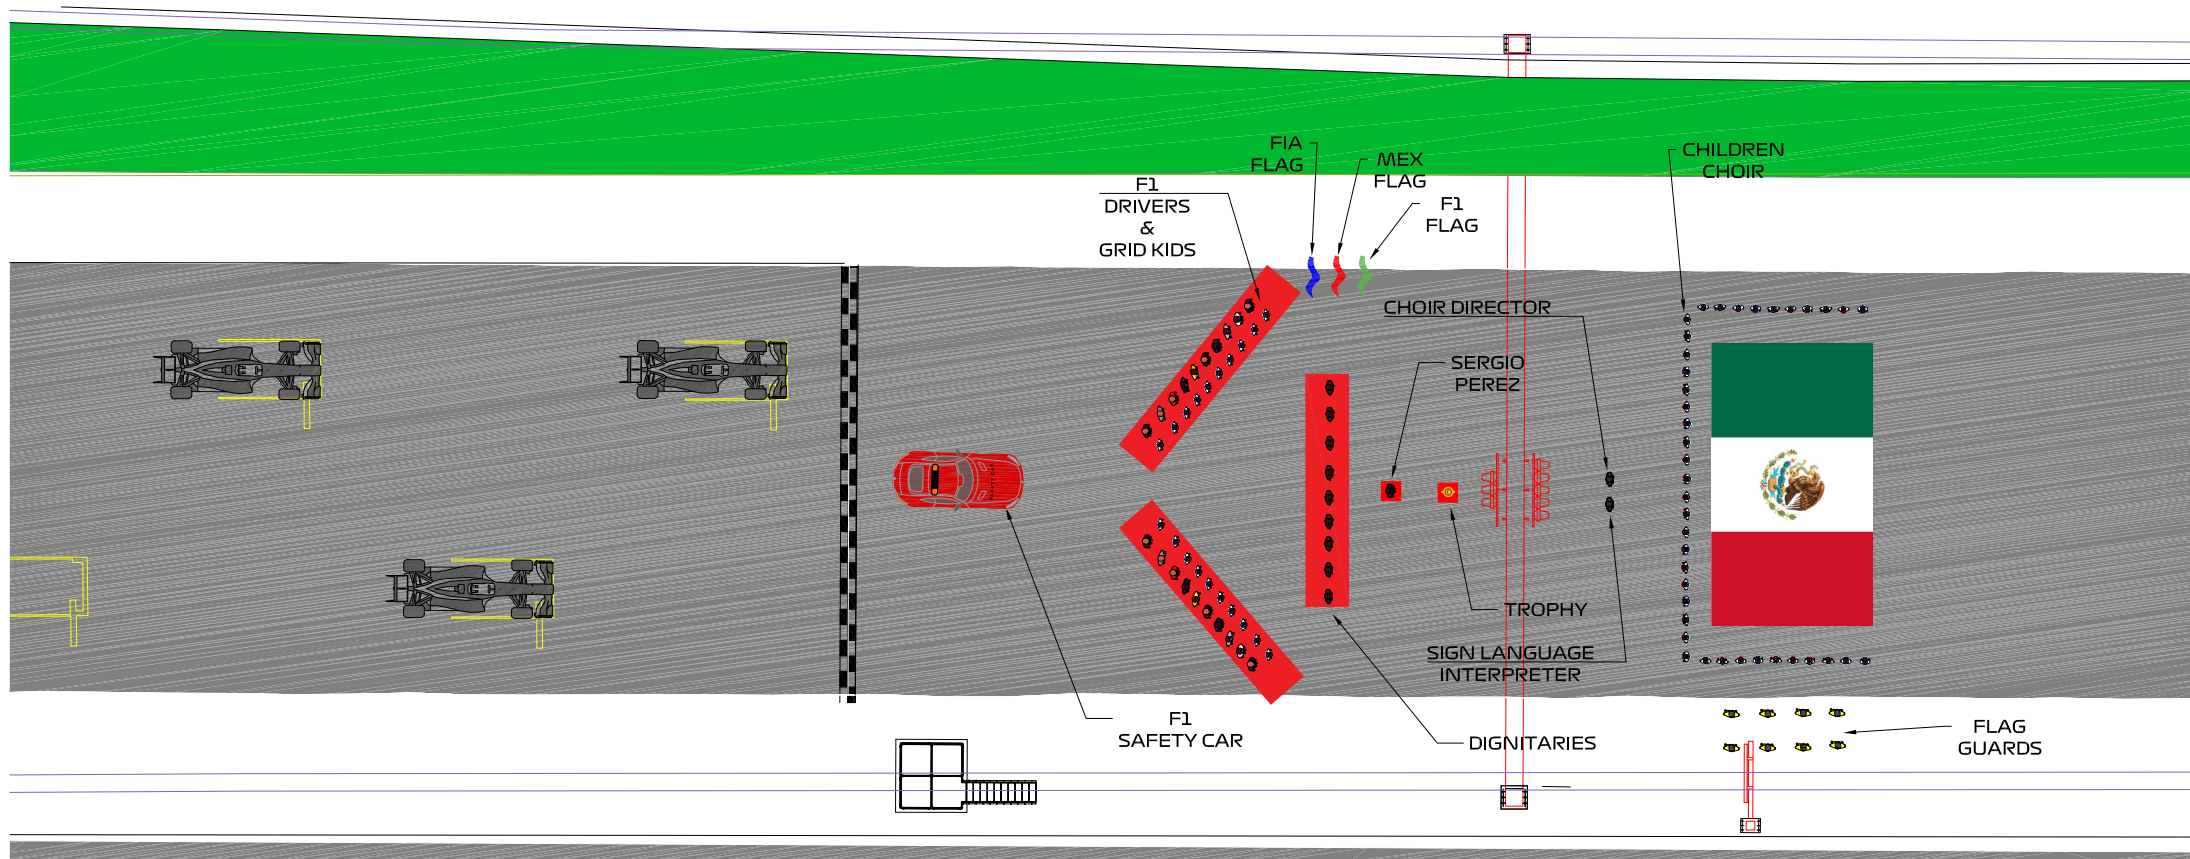 FIA
FLAG
MEX
FLAG
CHILDREN
CHOIR
F1
DRIVERS
&
GRID KIDS
F1
FLAG
CHOIR DIRECTOR
SERGIO
PEREZ
TROPHY
SIGN LANGUAGE
INTERPRETER
F1
SAFETY CAR
DIGNITARIES
FLAG
GUARDS